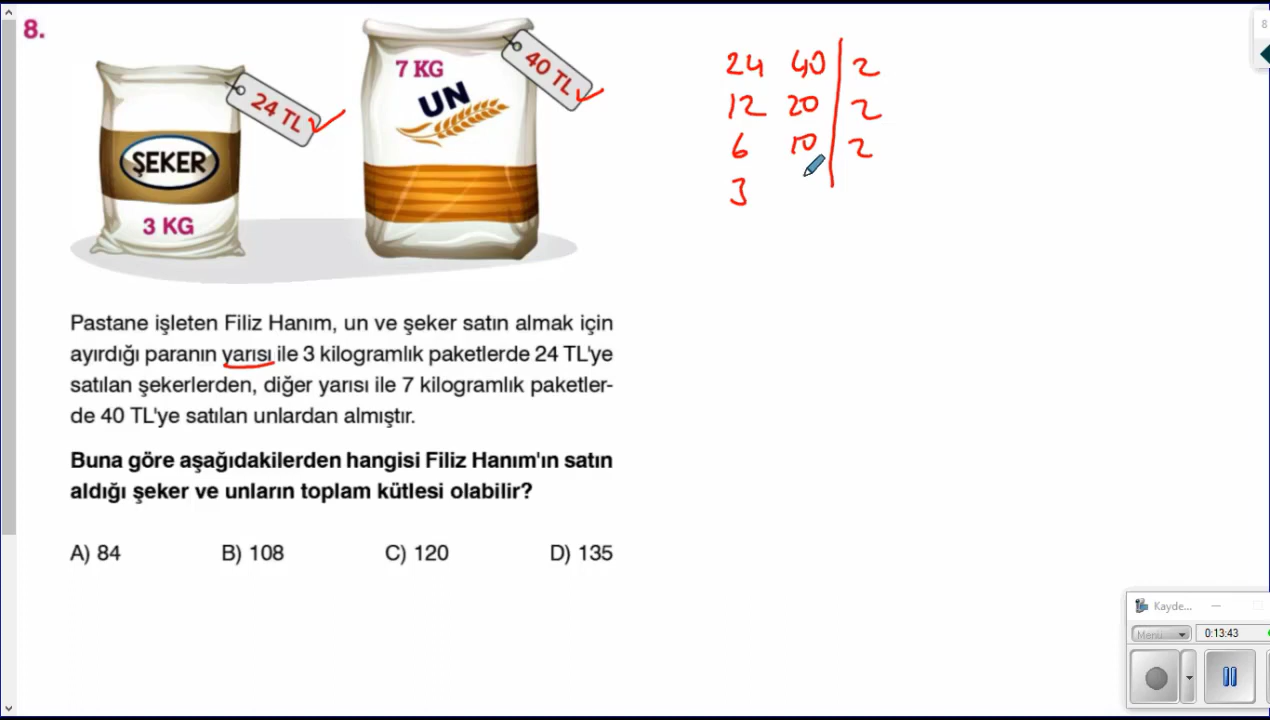 8.
24 TL
ŞEKER
3 KG
7 KG
UN
40 TL
24 40 2
12 20 2
6 10 2
3
Pastane işleten Filiz Hanım, un ve şeker satın almak için
ayırdığı paranın yarısı ile 3 kilogramlık paketlerde 24 TL'ye
satılan şekerlerden, diğer yarısı ile 7 kilogramlık paketler-
de 40 TL'ye satılan unlardan almıştır.
Buna göre aşağıdakilerden hangisi Filiz Hanım'ın satın
aldığı şeker ve unların toplam kütlesi olabilir?
A) 84 B) 108 C) 120 D) 135
8
Kayde...
Menü
0:13:43